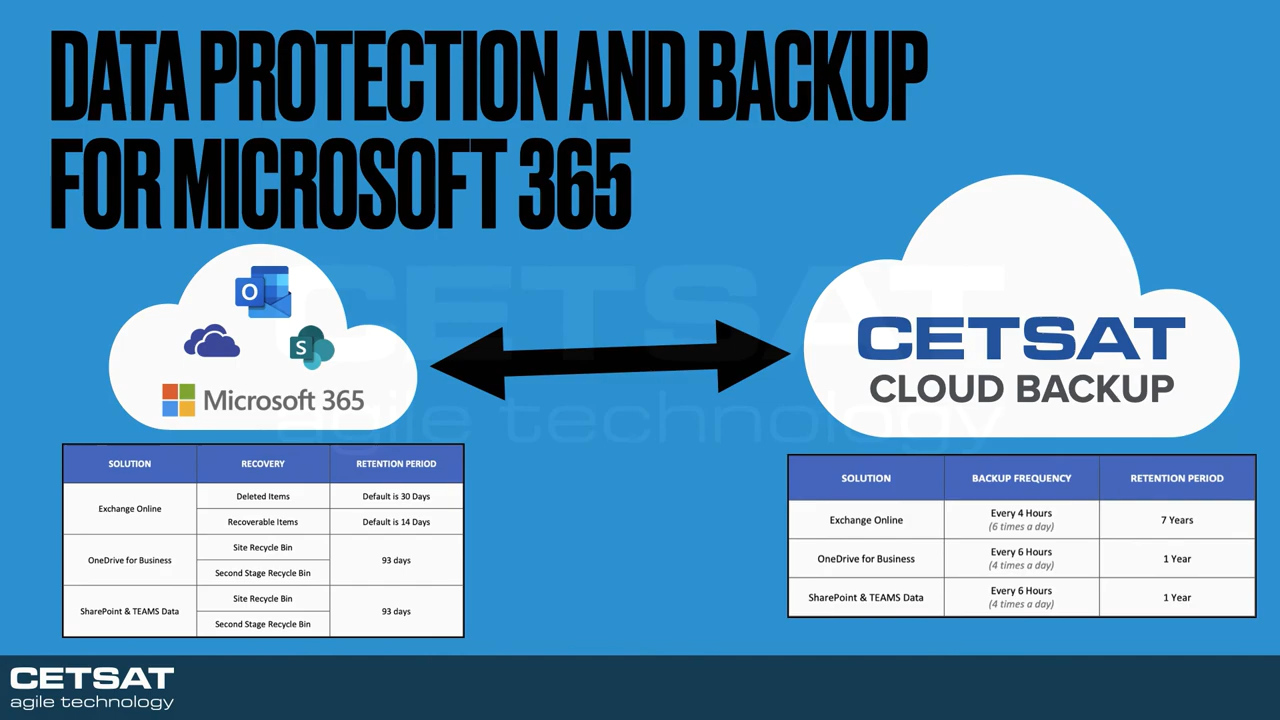 DATA PROTECTION AND BACKUP
FOR MICROSOFT 365
O
S
Microsoft 365
CETSAT
CLOUD BACKUP
CETSAT
agile technology
SOLUTION RECOVERY RETENTION PERIOD
Exchange Online
Deleted Items Default is 30 Days
Recoverable Items Default is 14 Days
OneDrive for Business
Site Recycle Bin
93 days
Second Stage Recycle Bin
SharePoint & TEAMS Data
Site Recycle Bin
93 days
Second Stage Recycle Bin
SOLUTION BACKUP FREQUENCY RETENTION PERIOD
Exchange Online
Every 4 Hours
(6 times a day)
7 Years
OneDrive for Business
Every 6 Hours
(4 times a day)
1 Year
SharePoint & TEAMS Data
Every 6 Hours
(4 times a day)
1 Year
CETSAT
agile technology